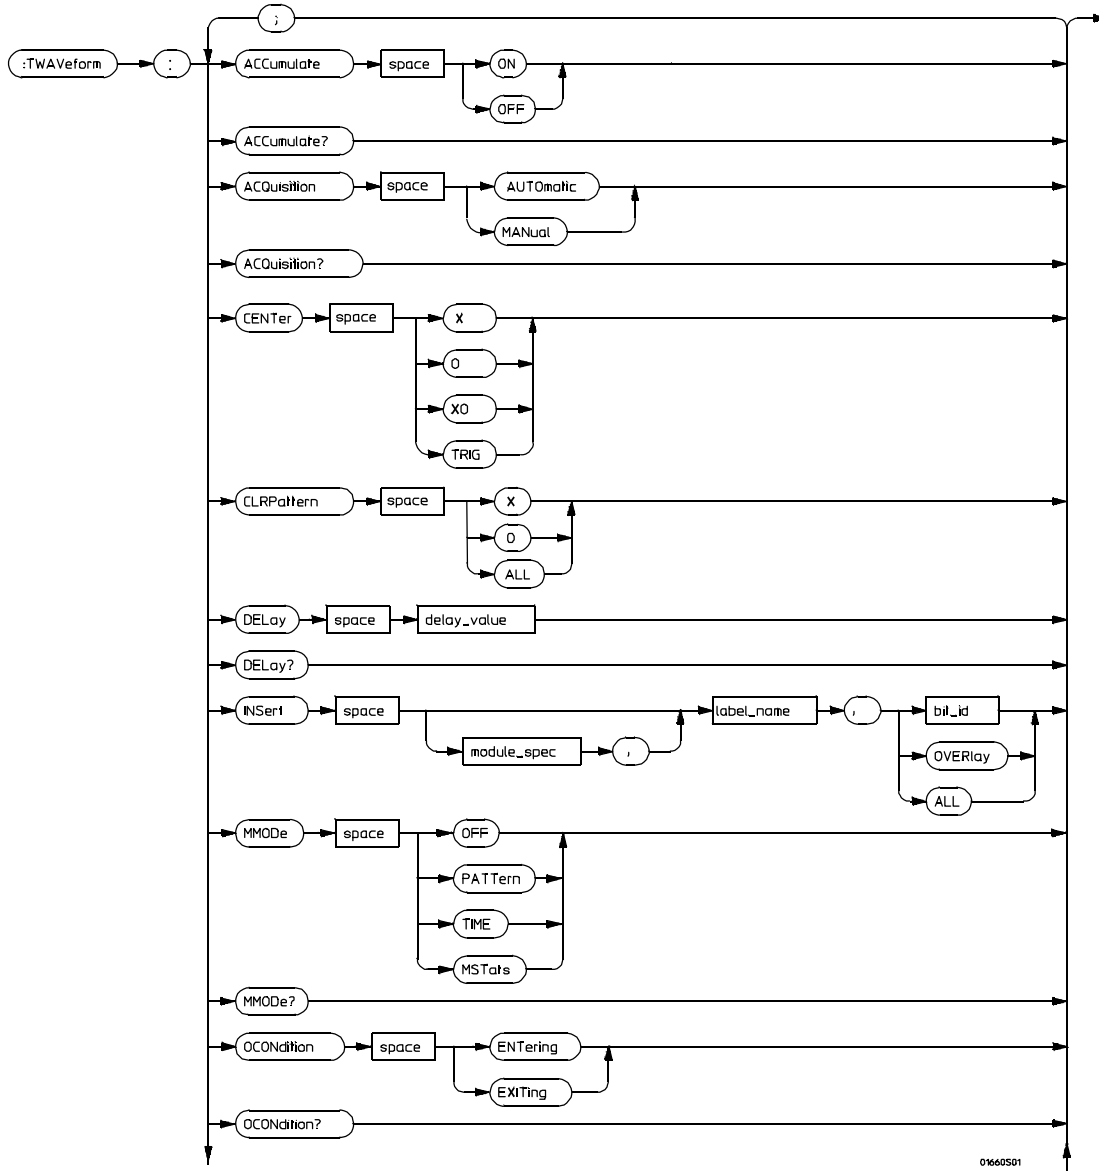 ;
:TWAVeform : ACCumulate space ON
OFF
ACCumulate?
ACQuisition space AUTOmatic
MANual
ACQuisition?
CENTer space X
O
XO
TRIG
CLRPattern space X
O
ALL
DELay space delay_value
DELay?
INSert space label_name , bit_id
module_spec , OVERlay
ALL
MMODe space OFF
PATTern
TIME
MSTats
MMODe?
OCONdition space ENTering
EXITing
OCONdition?
01660S01